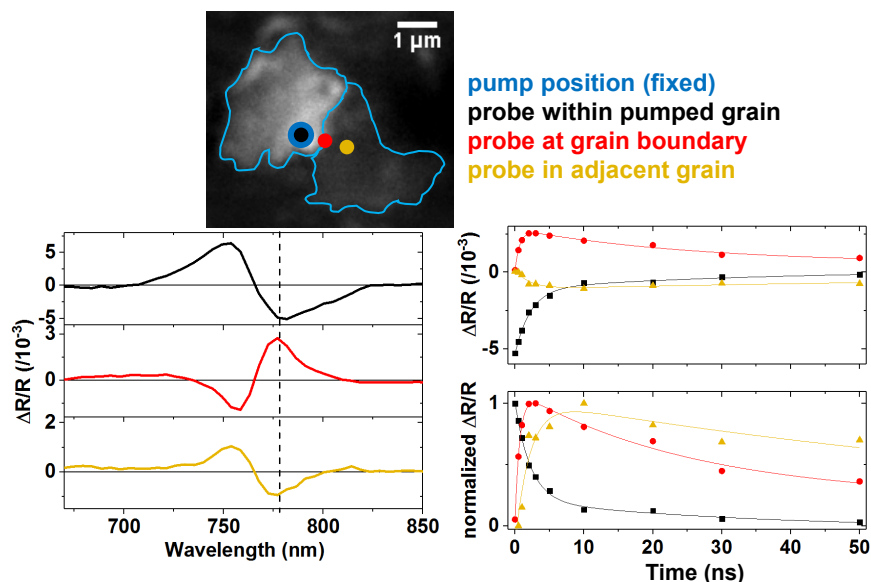 1 µm
pump position (fixed)
probe within pumped grain
probe at grain boundary
probe in adjacent grain
5
0
-5
3
0
2
0
ΔR/R (/10⁻³)
700 750 800 850
Wavelength (nm)
0
-5
ΔR/R (/10⁻³)
1
0
normalized ΔR/R
0 10 20 30 40 50
Time (ns)